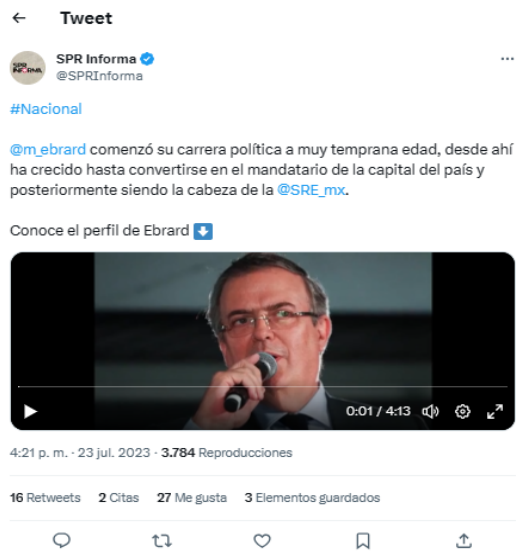 Tweet
SPR Informa
@SPRInforma
SPR
INFORMA
#Nacional
@m_ebrard comenzó su carrera política a muy temprana edad, desde ahí
ha crecido hasta convertirse en el mandatario de la capital del país y
posteriormente siendo la cabeza de la @SRE_mx.
Conoce el perfil de Ebrard
0:01 / 4:13
4:21 p. m. · 23 jul. 2023 · 3.784 Reproducciones
16 Retweets 2 Citas 27 Me gusta 3 Elementos guardados